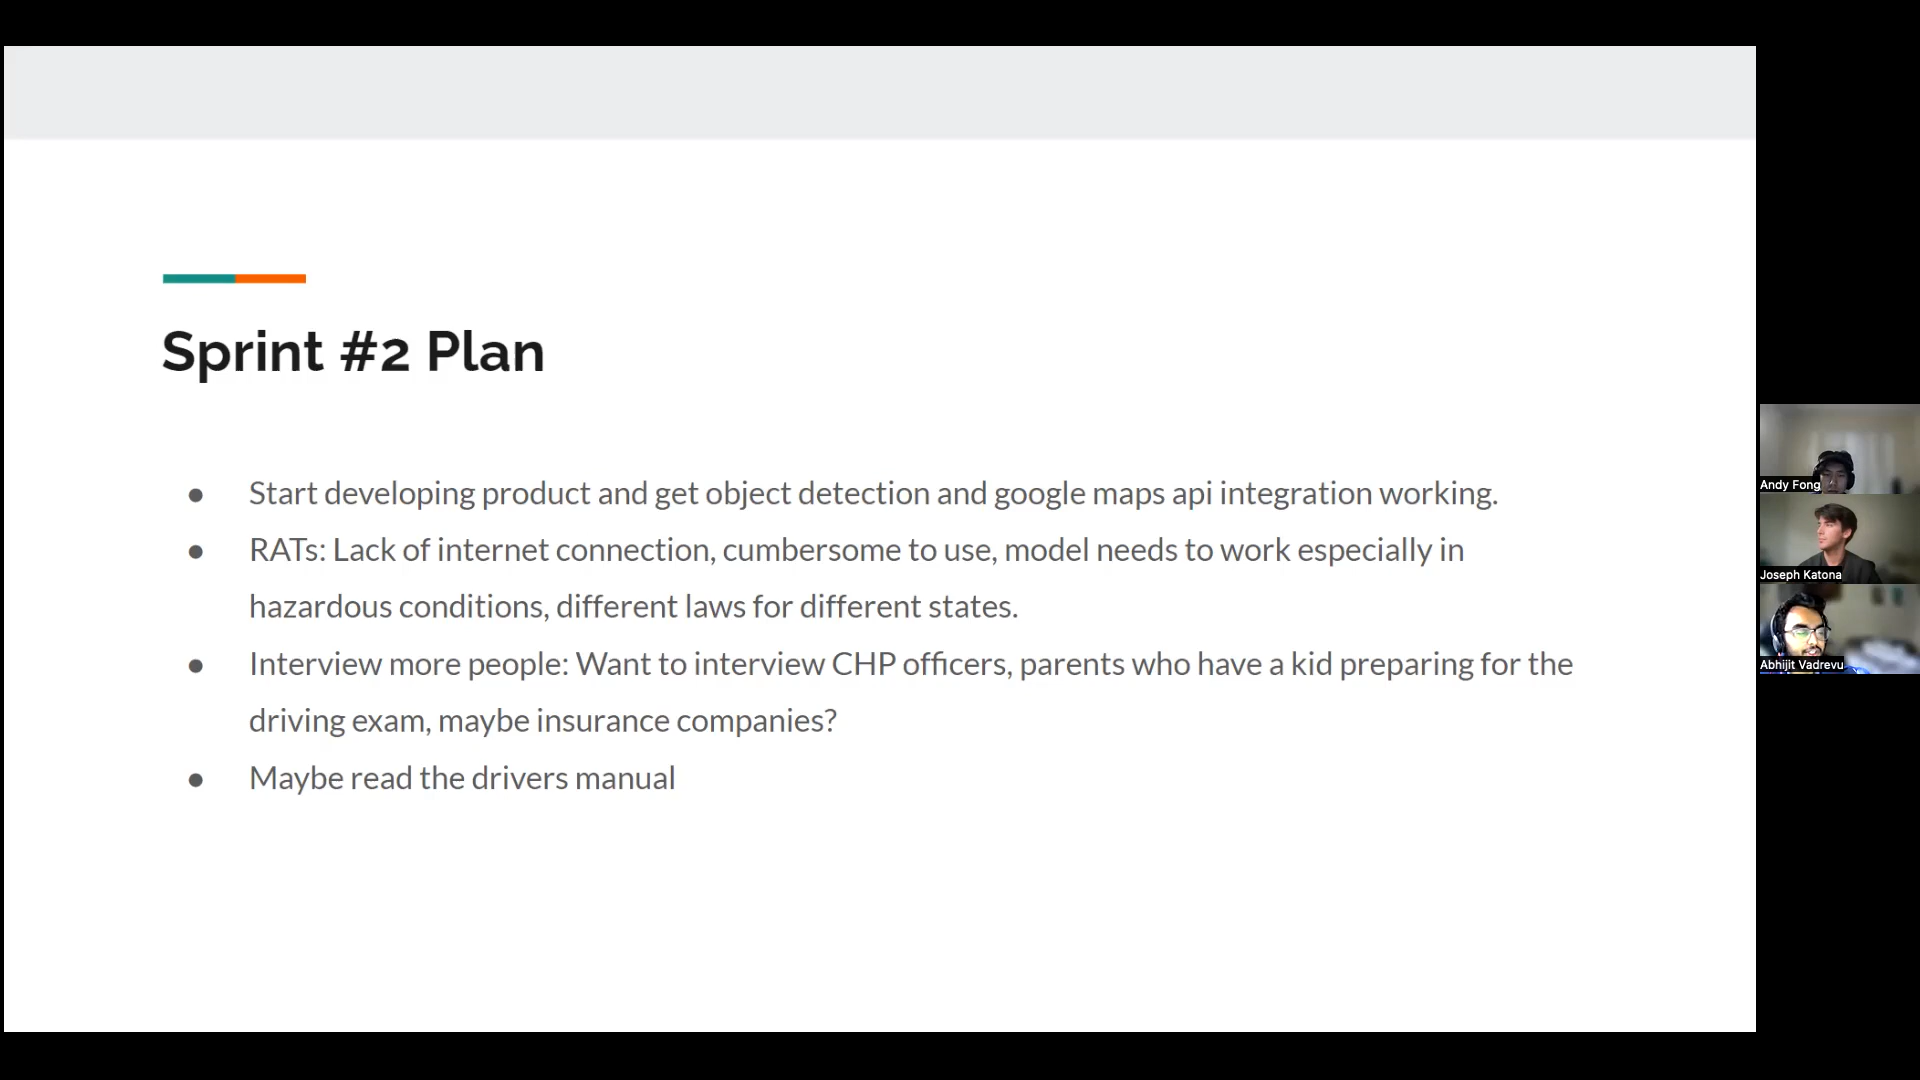 Sprint #2 Plan
● Start developing product and get object detection and google maps api integration working.
● RATs: Lack of internet connection, cumbersome to use, model needs to work especially in
hazardous conditions, different laws for different states.
● Interview more people: Want to interview CHP officers, parents who have a kid preparing for the
driving exam, maybe insurance companies?
● Maybe read the drivers manual
Andy Fong
Joseph Katona
Abhijit Vadrevu